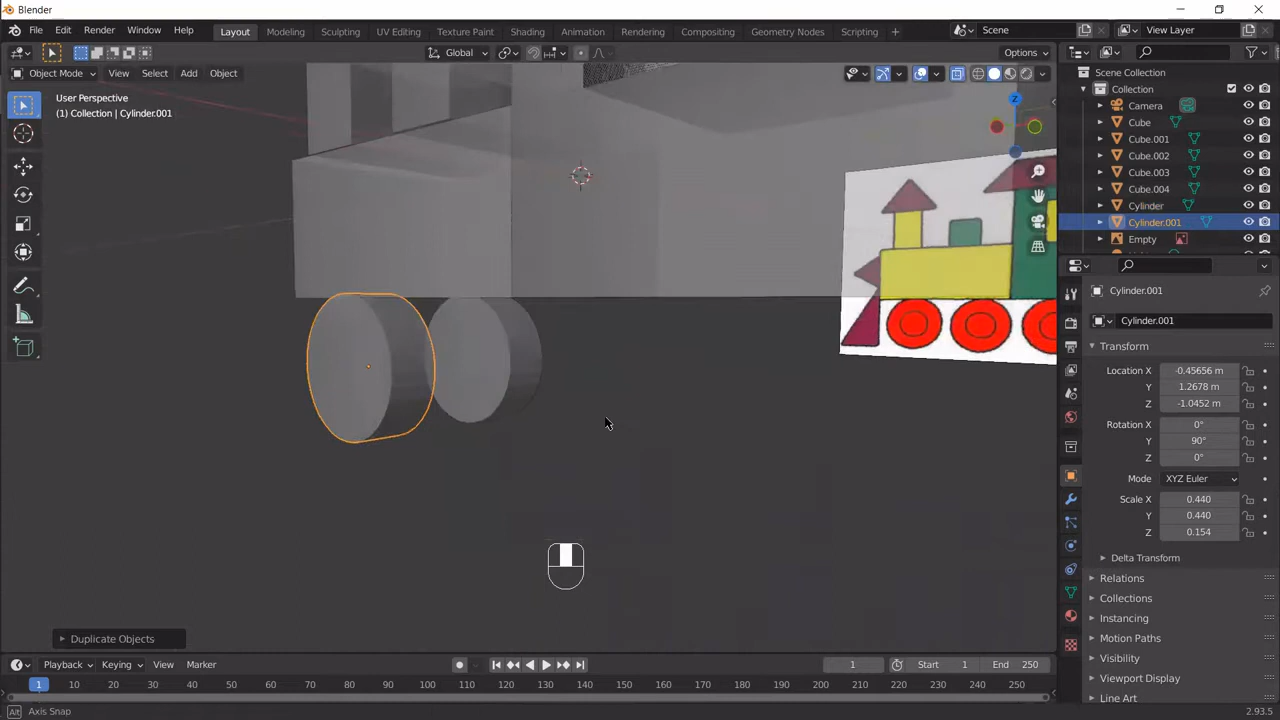 Blender
File Edit Render Window Help Layout Modeling Sculpting UV Editing Texture Paint Shading Animation Rendering Compositing Geometry Nodes Scripting + Scene View Layer
Global Options
Object Mode View Select Add Object
User Perspective
(1) Collection | Cylinder.001
Z
Scene Collection
Collection
Camera
Cube
Cube.001
Cube.002
Cube.003
Cube.004
Cylinder
Cylinder.001
Empty
Cylinder.001
Cylinder.001
Transform
Location X -0.45656 m
Y 1.2678 m
Z -1.0452 m
Rotation X 0°
Y 90°
Z 0°
Mode XYZ Euler
Scale X 0.440
Y 0.440
Z 0.154
Delta Transform
Relations
Collections
Instancing
Motion Paths
Visibility
Viewport Display
Line Art
Duplicate Objects
Playback Keying View Marker 1 Start 1 End 250
1 10 20 30 40 50 60 70 80 90 100 110 120 130 140 150 160 170 180 190 200 210 220 230 240 250
Alt Axis Snap 2.93.5